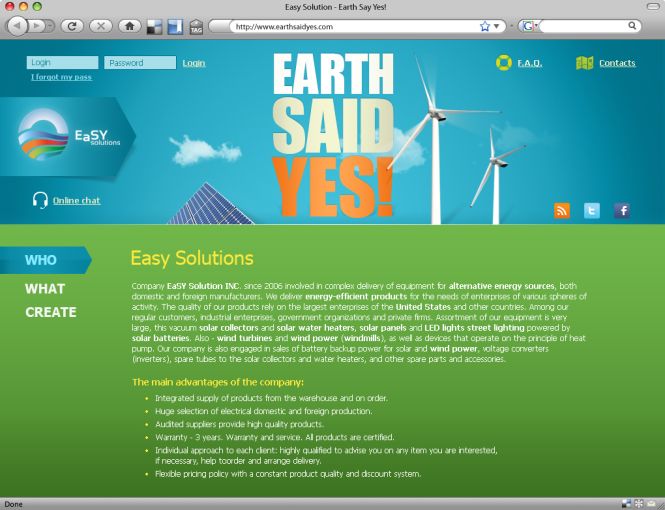 Easy Solution - Earth Say Yes!
TAG
http://www.earthsaidyes.com
G
Login
Password
Login
I forgot my pass
EARTH
SAID
YES!
F.A.Q.
Contacts
EaSY
solutions
Online chat
WHO
WHAT
CREATE
Easy Solutions
Company EaSY Solution INC. since 2006 involved in complex delivery of equipment for alternative energy sources, both
domestic and foreign manufacturers. We deliver energy-efficient products for the needs of enterprises of various spheres of
activity. The quality of our products rely on the largest enterprises of the United States and other countries. Among our
regular customers, industrial enterprises, government organizations and private firms. Assortment of our equipment is very
large, this vacuum solar collectors and solar water heaters, solar panels and LED lights street lighting powered by
solar batteries. Also - wind turbines and wind power (windmills), as well as devices that operate on the principle of heat
pump. Our company is also engaged in sales of battery backup power for solar and wind power, voltage converters
(inverters), spare tubes to the solar collectors and water heaters, and other spare parts and accessories.
The main advantages of the company:
• Integrated supply of products from the warehouse and on order.
• Huge selection of electrical domestic and foreign production.
• Audited suppliers provide high quality products.
• Warranty - 3 years. Warranty and service. All products are certified.
• Individual approach to each client: highly qualified to advise you on any item you are interested,
if necessary, help toorder and arrange delivery.
• Flexible pricing policy with a constant product quality and discount system.
Done